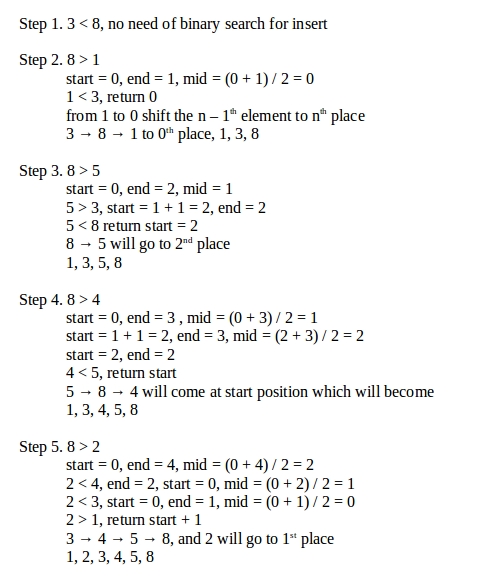 Step 1. 3 < 8, no need of binary search for insert
Step 2. 8 > 1
start = 0, end = 1, mid = (0 + 1) / 2 = 0
1 < 3, return 0
from 1 to 0 shift the n – 1th element to nth place
3 → 8 → 1 to 0th place, 1, 3, 8
Step 3. 8 > 5
start = 0, end = 2, mid = 1
5 > 3, start = 1 + 1 = 2, end = 2
5 < 8 return start = 2
8 → 5 will go to 2nd place
1, 3, 5, 8
Step 4. 8 > 4
start = 0, end = 3 , mid = (0 + 3) / 2 = 1
start = 1 + 1 = 2, end = 3, mid = (2 + 3) / 2 = 2
start = 2, end = 2
4 < 5, return start
5 → 8 → 4 will come at start position which will become
1, 3, 4, 5, 8
Step 5. 8 > 2
start = 0, end = 4, mid = (0 + 4) / 2 = 2
2 < 4, end = 2, start = 0, mid = (0 + 2) / 2 = 1
2 < 3, start = 0, end = 1, mid = (0 + 1) / 2 = 0
2 > 1, return start + 1
3 → 4 → 5 → 8, and 2 will go to 1st place
1, 2, 3, 4, 5, 8